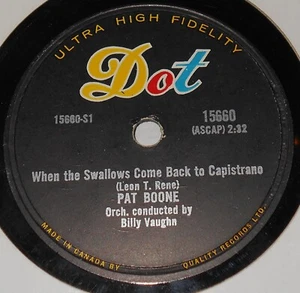 ULTRA HIGH FIDELITY
Dot
15660-S1
15660
(ASCAP) 2:32
When the Swallows Come Back to Capistrano
(Leon T. Rene)
PAT BOONE
Orch. conducted by
Billy Vaughn
MADE IN CANADA BY QUALITY RECORDS LTD.